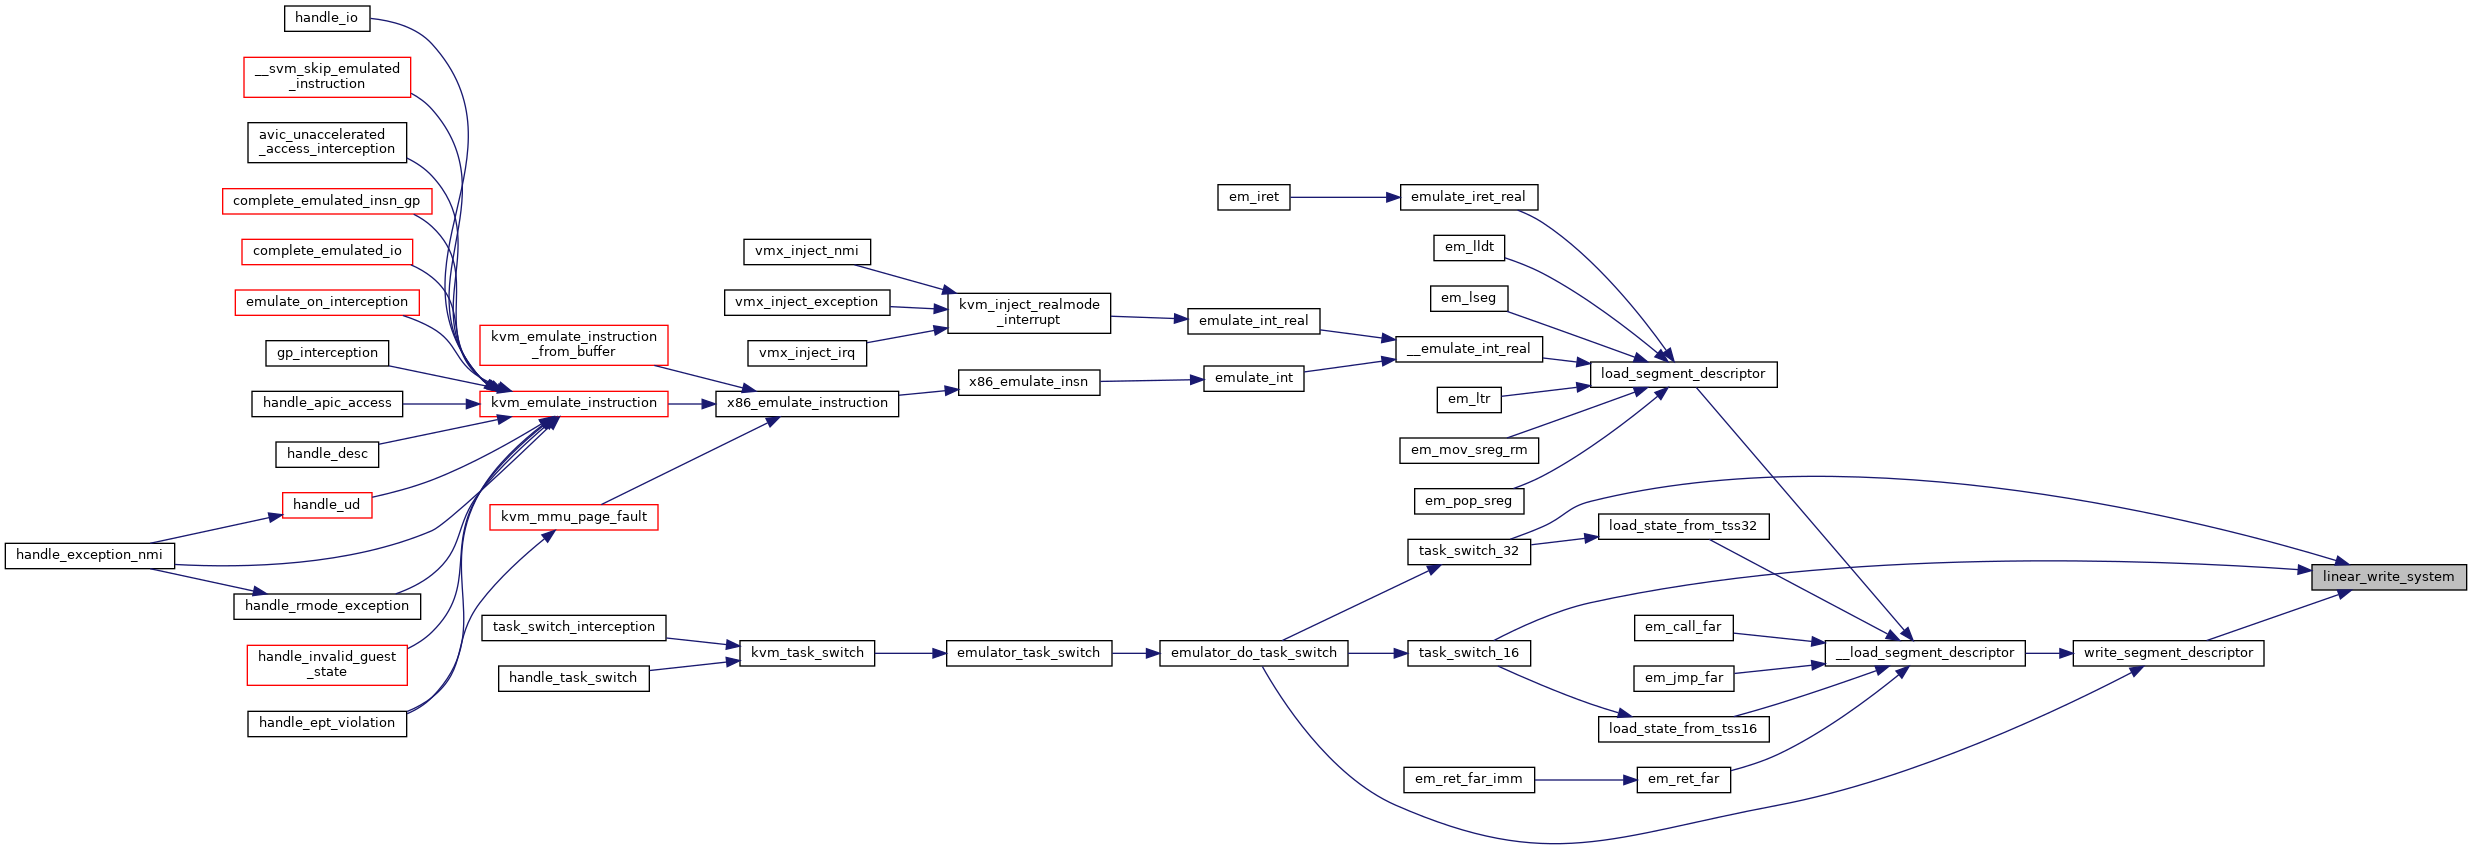 handle_io
__svm_skip_emulated
_instruction
avic_unaccelerated
_access_interception
complete_emulated_insn_gp
complete_emulated_io
emulate_on_interception
gp_interception
handle_apic_access
handle_desc
handle_ud
handle_exception_nmi
handle_rmode_exception
handle_invalid_guest
_state
handle_ept_violation
kvm_emulate_instruction
_from_buffer
kvm_emulate_instruction
kvm_mmu_page_fault
task_switch_interception
handle_task_switch
vmx_inject_nmi
vmx_inject_exception
vmx_inject_irq
x86_emulate_instruction
kvm_task_switch
kvm_inject_realmode
_interrupt
x86_emulate_insn
emulator_task_switch
em_iret
emulate_int_real
emulate_int
emulator_do_task_switch
emulate_iret_real
em_lldt
em_lseg
__emulate_int_real
em_ltr
em_mov_sreg_rm
em_pop_sreg
task_switch_32
task_switch_16
em_ret_far_imm
load_segment_descriptor
load_state_from_tss32
em_call_far
em_jmp_far
load_state_from_tss16
em_ret_far
__load_segment_descriptor
write_segment_descriptor
linear_write_system